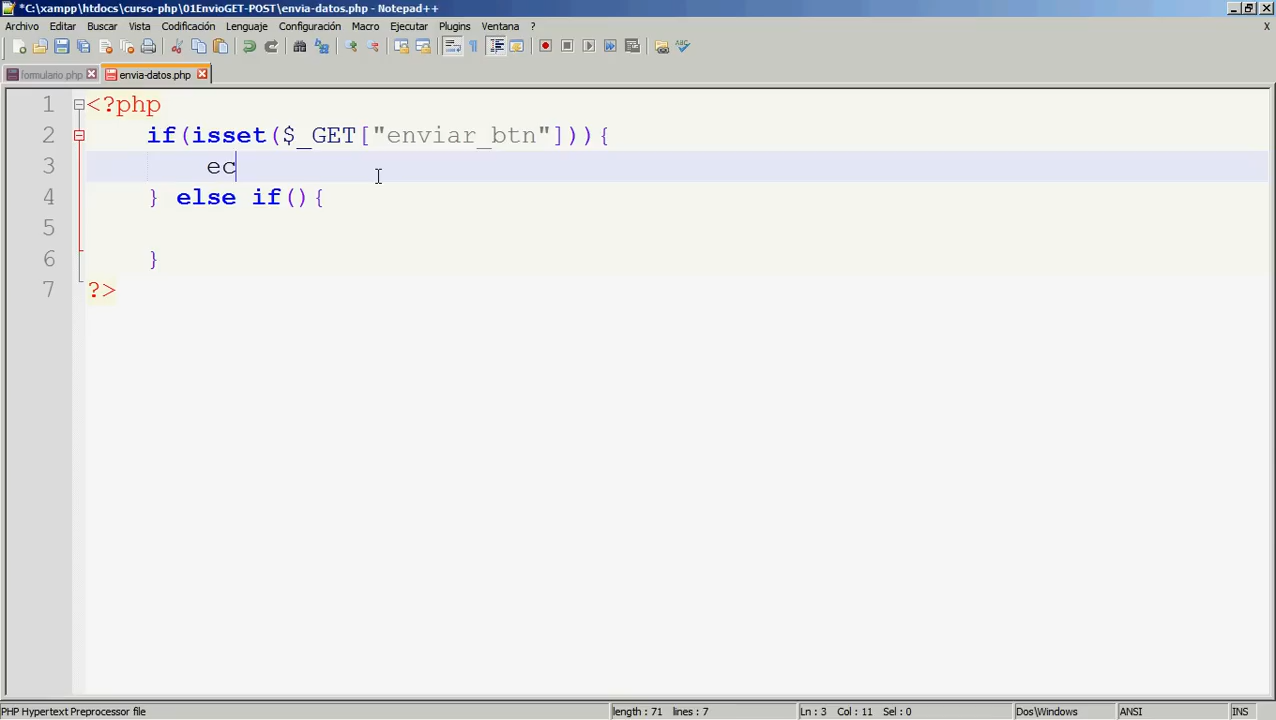 *C:\xampp\htdocs\curso-php\01EnvioGET-POST\envia-datos.php - Notepad++
Archivo Editar Buscar Vista Codificación Lenguaje Configuración Macro Ejecutar Plugins Ventana ? X
formulario.php envia-datos.php
1 <?php
2 if(isset($_GET["enviar_btn"])){
3 ec
4 } else if(){
5
6 }
7 ?>
PHP Hypertext Preprocessor file length : 71 lines : 7 Ln : 3 Col : 11 Sel : 0 Dos\Windows ANSI INS